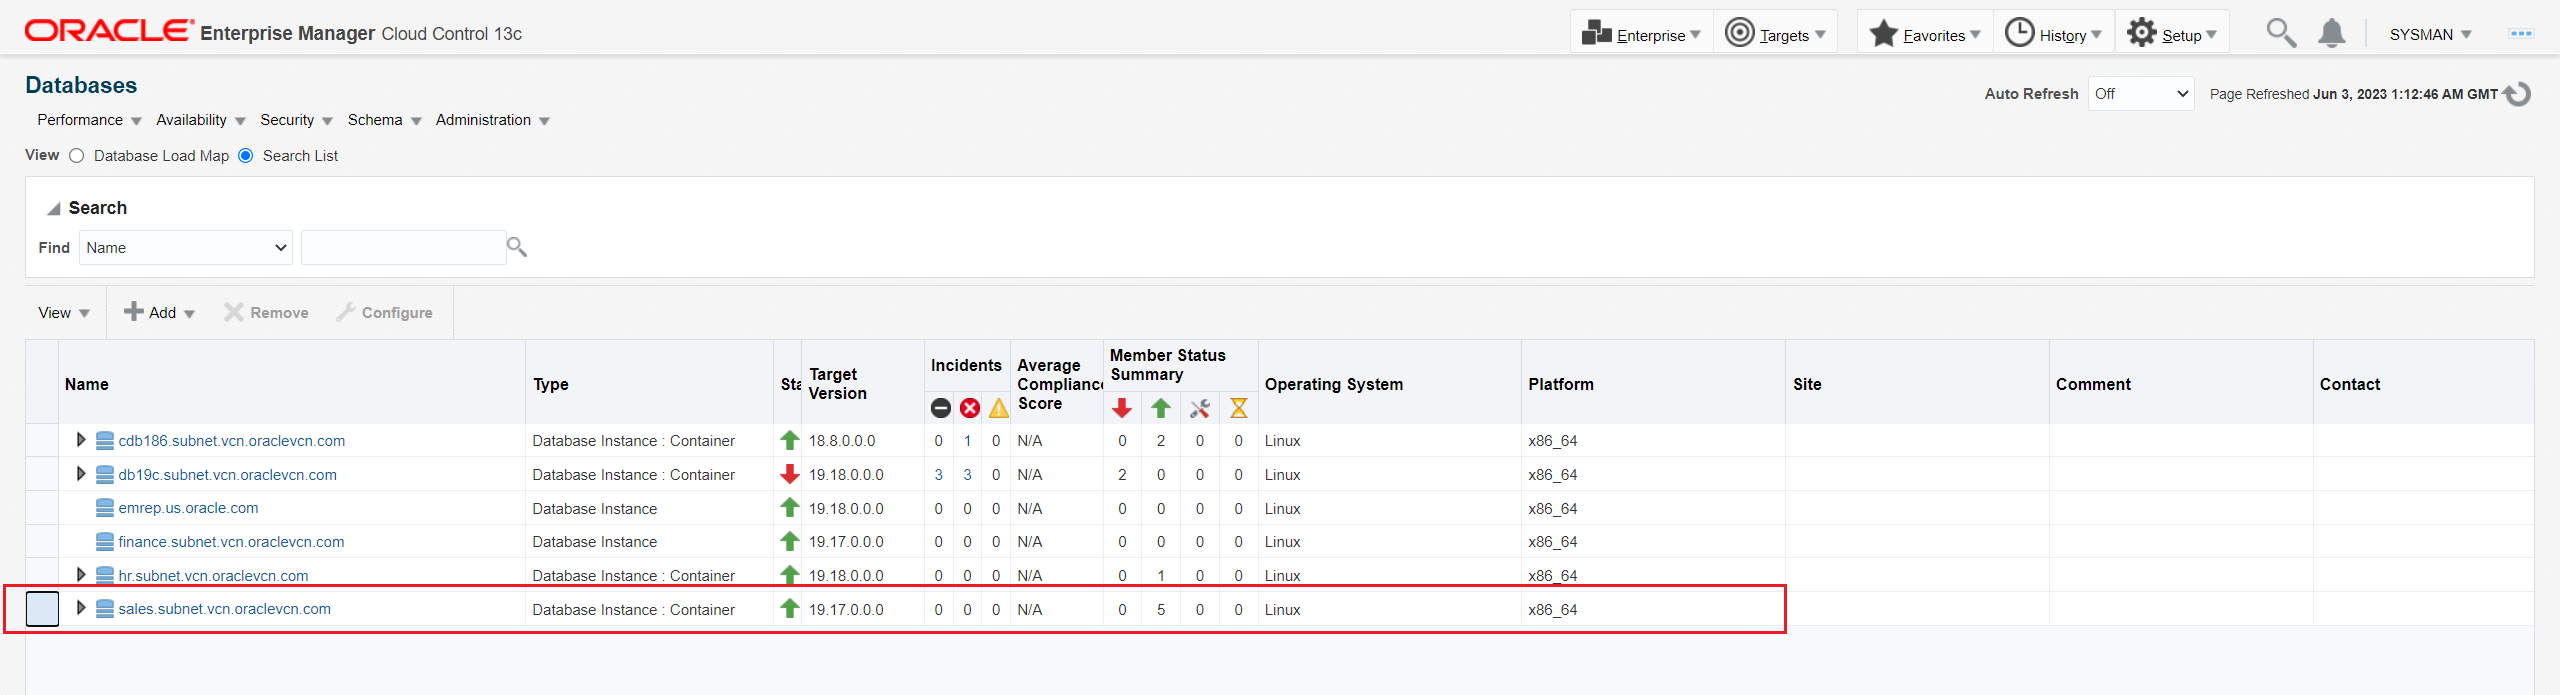 ORACLE Enterprise Manager Cloud Control 13c
Enterprise Targets Favorites History Setup SYSMAN
Databases
Auto Refresh Off Page Refreshed Jun 3, 2023 1:12:46 AM GMT
Performance Availability Security Schema Administration
View Database Load Map Search List
Search
Find Name
View Add Remove Configure
Name Type Sta Target Version Incidents Average Compliance Score Member Status Summary Operating System Platform Site Comment Contact
cdb186.subnet.vcn.oraclevcn.com Database Instance : Container 18.8.0.0.0 0 1 0 N/A 0 2 0 0 Linux x86_64
db19c.subnet.vcn.oraclevcn.com Database Instance : Container 19.18.0.0.0 3 3 0 N/A 2 0 0 0 Linux x86_64
emrep.us.oracle.com Database Instance 19.18.0.0.0 0 0 0 N/A 0 0 0 0 Linux x86_64
finance.subnet.vcn.oraclevcn.com Database Instance 19.17.0.0.0 0 0 0 N/A 0 0 0 0 Linux x86_64
hr.subnet.vcn.oraclevcn.com Database Instance : Container 19.18.0.0.0 0 0 0 N/A 0 1 0 0 Linux x86_64
sales.subnet.vcn.oraclevcn.com Database Instance : Container 19.17.0.0.0 0 0 0 N/A 0 5 0 0 Linux x86_64